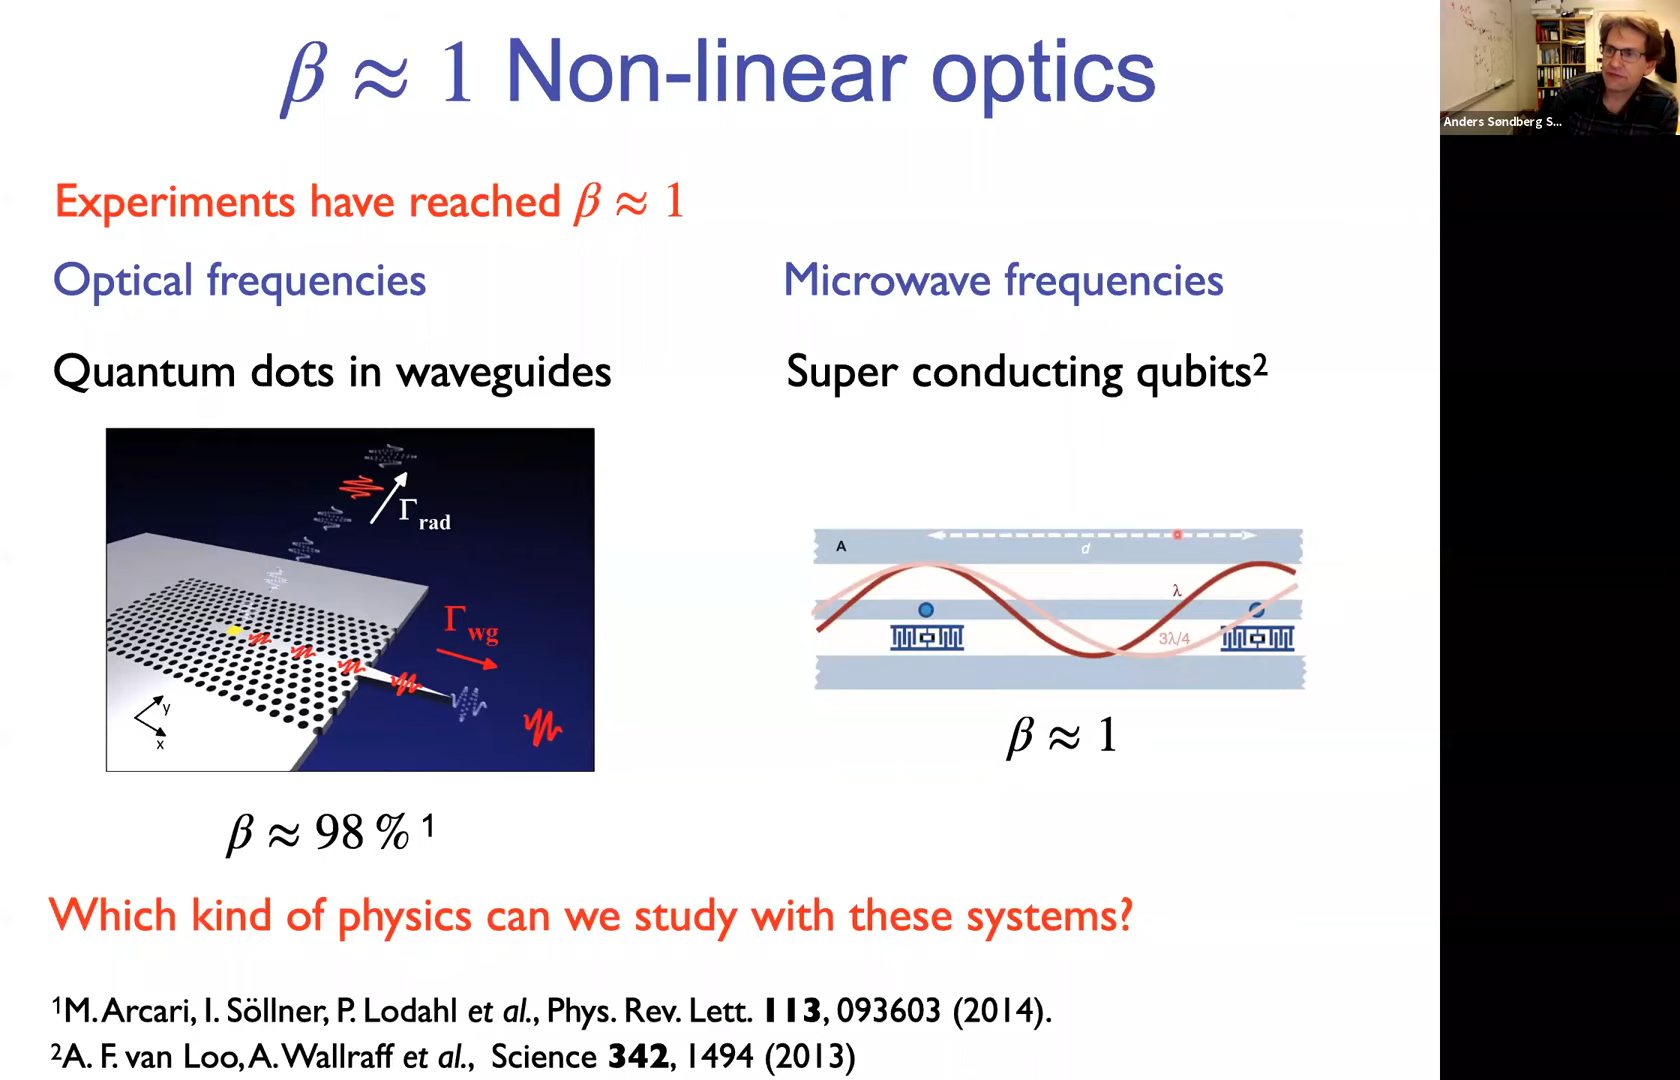 β ≈ 1 Non-linear optics
Anders Søndberg S...
Experiments have reached β ≈ 1
Optical frequencies
Microwave frequencies
Quantum dots in waveguides
Super conducting qubits²
Γrad
Γwg
y
x
A
d
λ
3λ/4
β ≈ 1
β ≈ 98 % ¹
Which kind of physics can we study with these systems?
¹M. Arcari, I. Söllner, P. Lodahl et al., Phys. Rev. Lett. 113, 093603 (2014).
²A. F. van Loo, A. Wallraff et al., Science 342, 1494 (2013)